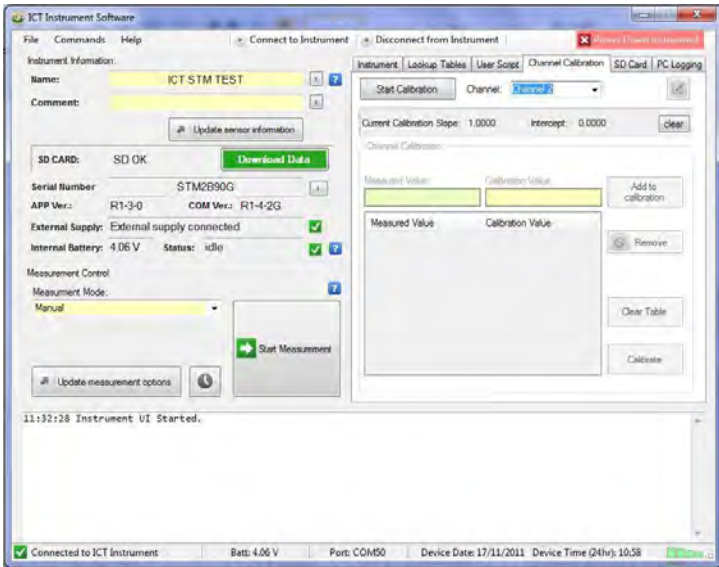 ICT Instrument Software
File Commands Help Connect to Instrument Disconnect from Instrument Power Down Instrument
Instrument Information:
Name: ICT STM TEST
Comment:
Update sensor information
SD CARD: SD OK Download Data
Serial Number STM2B90G
APP Ver.: R1-3-0 COM Ver.: R1-4-2G
External Supply: External supply connected
Internal Battery: 4.06 V Status: idle
Measurement Control
Measument Mode:
Manual
Start Measurement
Update measurement options
Instrument Lookup Tables User Script Channel Calibration SD Card PC Logging
Start Calibration Channel: Channel 2
Current Calibration Slope: 1.0000 Intercept: 0.0000 clear
Channel Calibration
Measured Value: Calibration Value:
Add to calibration
Measured Value Calibration Value
Remove
Clear Table
Calibrate
11:32:28 Instrument UI Started.
Connected to ICT Instrument Batt: 4.06 V Port: COM50 Device Date: 17/11/2011 Device Time (24hr): 10:58